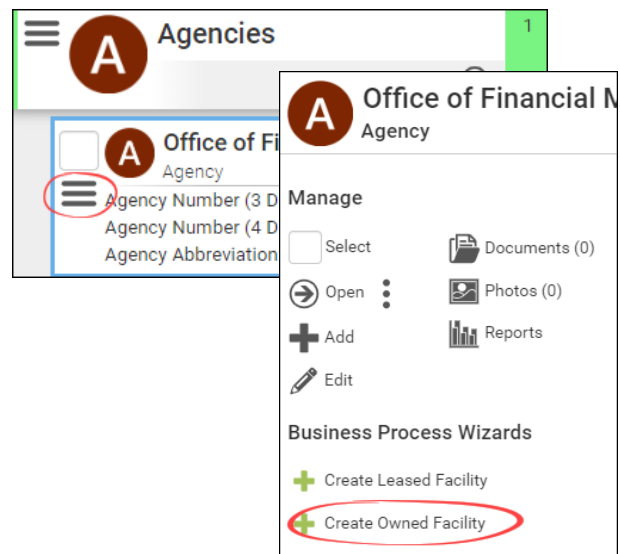 A
Agencies
1
A
Office of Fi
Agency
Agency Number (3 D
Agency Number (4 D
Agency Abbreviation
A
Office of Financial M
Agency
Manage
Select
Documents (0)
Open
Photos (0)
Add
Reports
Edit
Business Process Wizards
Create Leased Facility
Create Owned Facility